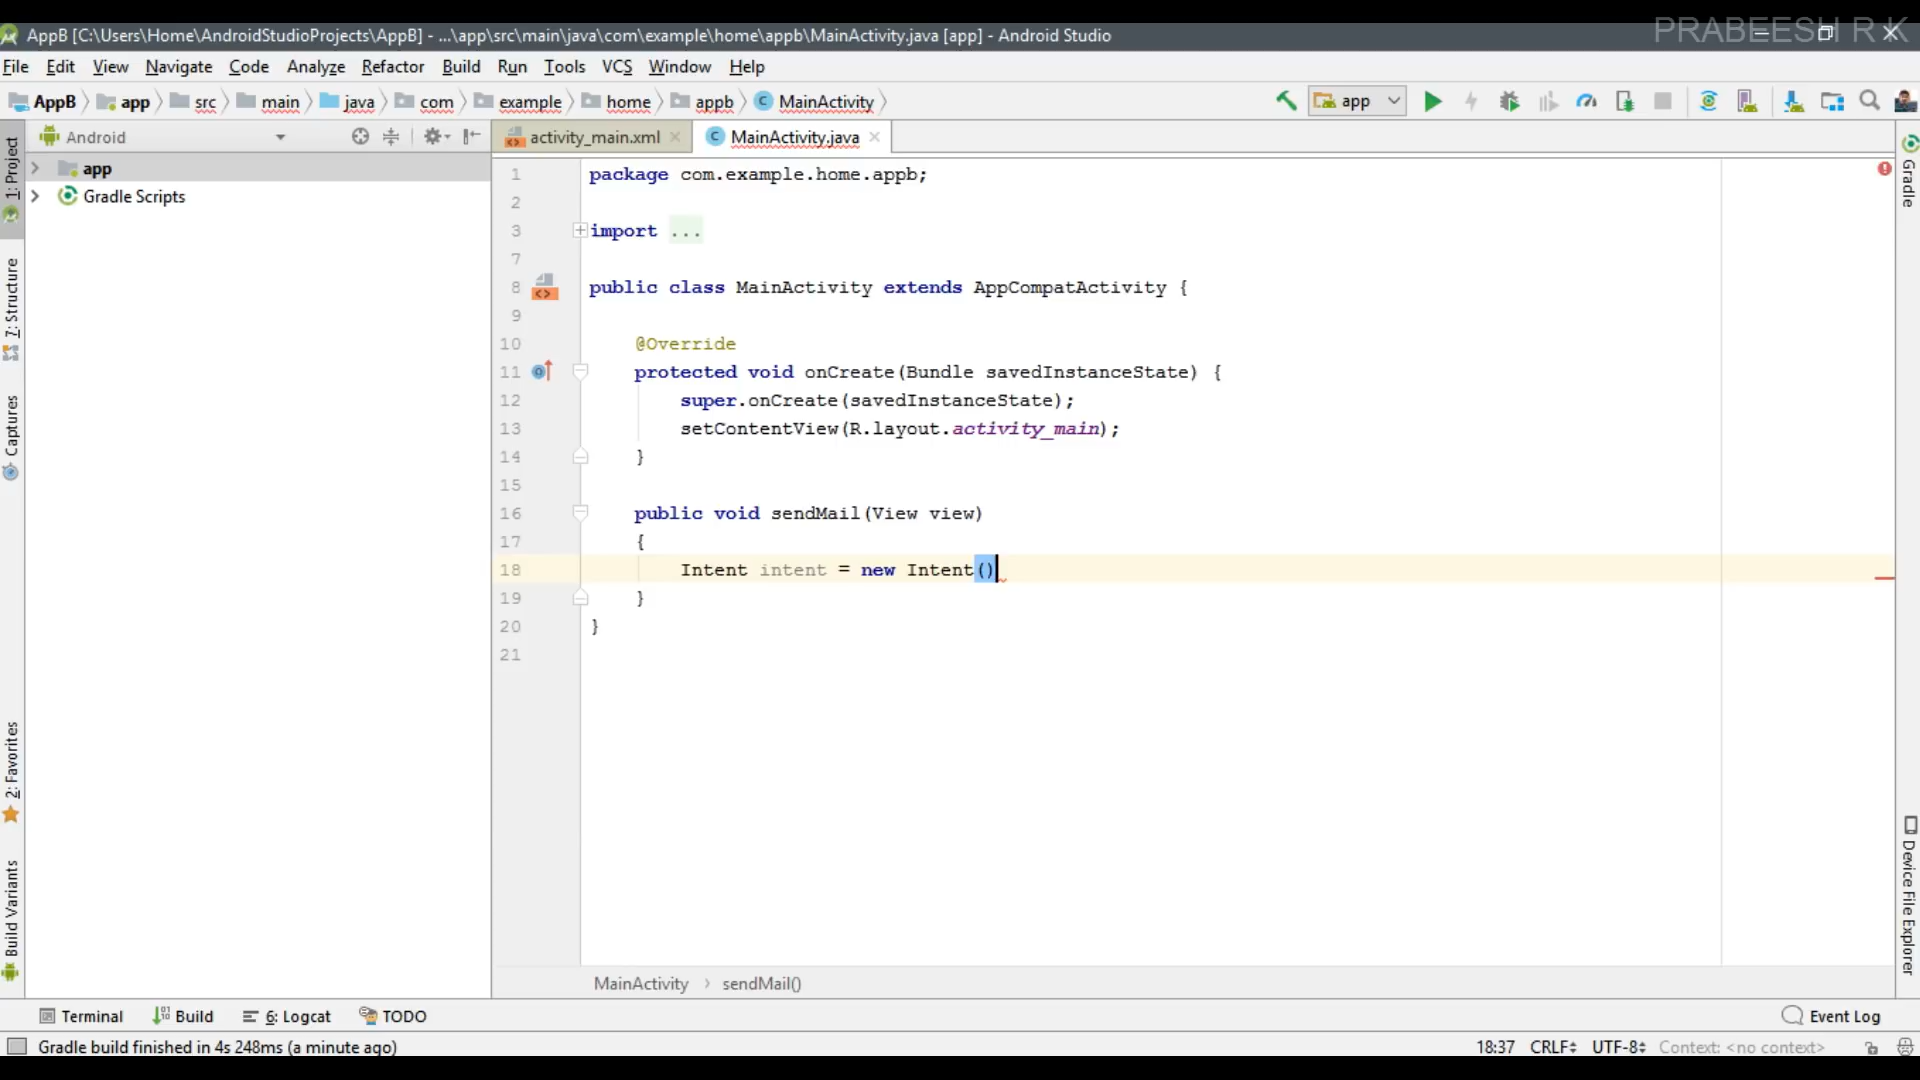 PRABEESH R K
AppB [C:\Users\Home\AndroidStudioProjects\AppB] - ...\app\src\main\java\com\example\home\appb\MainActivity.java [app] - Android Studio
File Edit View Navigate Code Analyze Refactor Build Run Tools VCS Window Help
AppB app src main java com example home appb C MainActivity app
Android
activity_main.xml
C MainActivity.java
1: Project
7: Structure
Captures
2: Favorites
Build Variants
app
Gradle Scripts
1 package com.example.home.appb;
2
3 import ...
7
8 public class MainActivity extends AppCompatActivity {
9
10 @Override
11 protected void onCreate(Bundle savedInstanceState) {
12 super.onCreate(savedInstanceState);
13 setContentView(R.layout.activity_main);
14 }
15
16 public void sendMail(View view)
17 {
18 Intent intent = new Intent()
19 }
20 }
21
Gradle
Device File Explorer
MainActivity › sendMail()
Terminal Build 6: Logcat TODO Event Log
Gradle build finished in 4s 248ms (a minute ago) 18:37 CRLF UTF-8 Context: <no context>